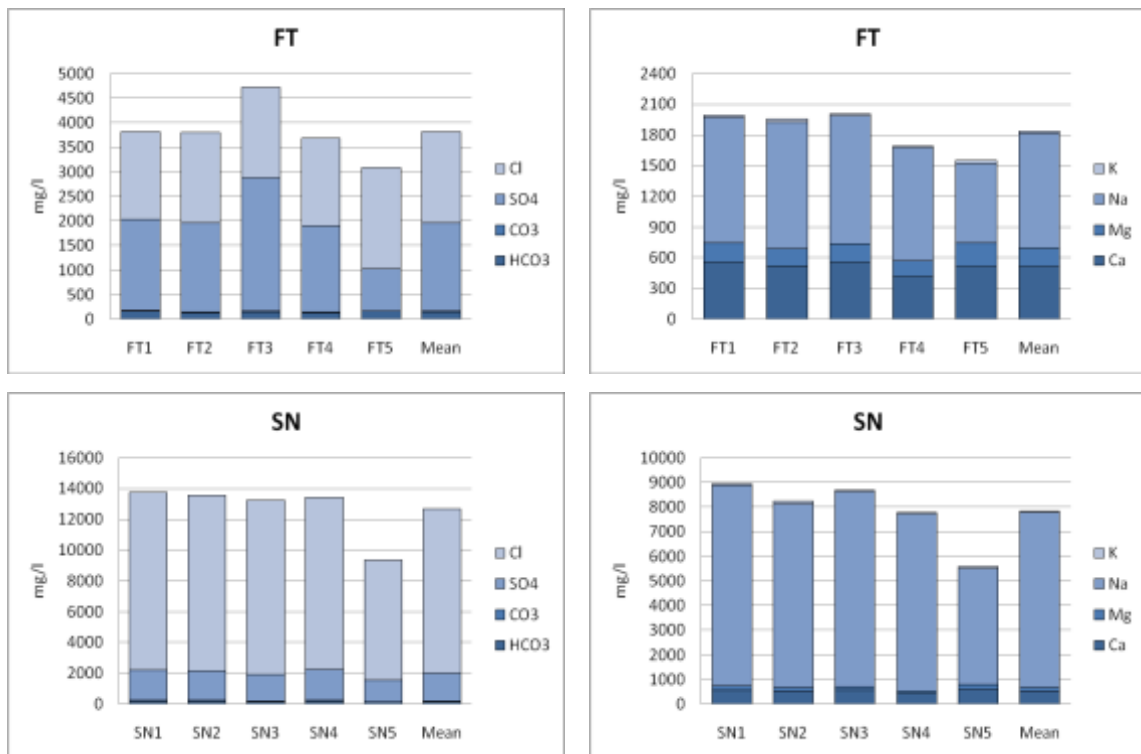 FT
5000
4500
4000
3500
3000
2500
2000
1500
1000
500
0
mg/l
FT1 FT2 FT3 FT4 FT5 Mean
Cl
SO4
CO3
HCO3
FT
2400
2100
1800
1500
1200
900
600
300
0
mg/l
FT1 FT2 FT3 FT4 FT5 Mean
K
Na
Mg
Ca
SN
16000
14000
12000
10000
8000
6000
4000
2000
0
mg/l
SN1 SN2 SN3 SN4 SN5 Mean
Cl
SO4
CO3
HCO3
SN
10000
9000
8000
7000
6000
5000
4000
3000
2000
1000
0
mg/l
SN1 SN2 SN3 SN4 SN5 Mean
K
Na
Mg
Ca